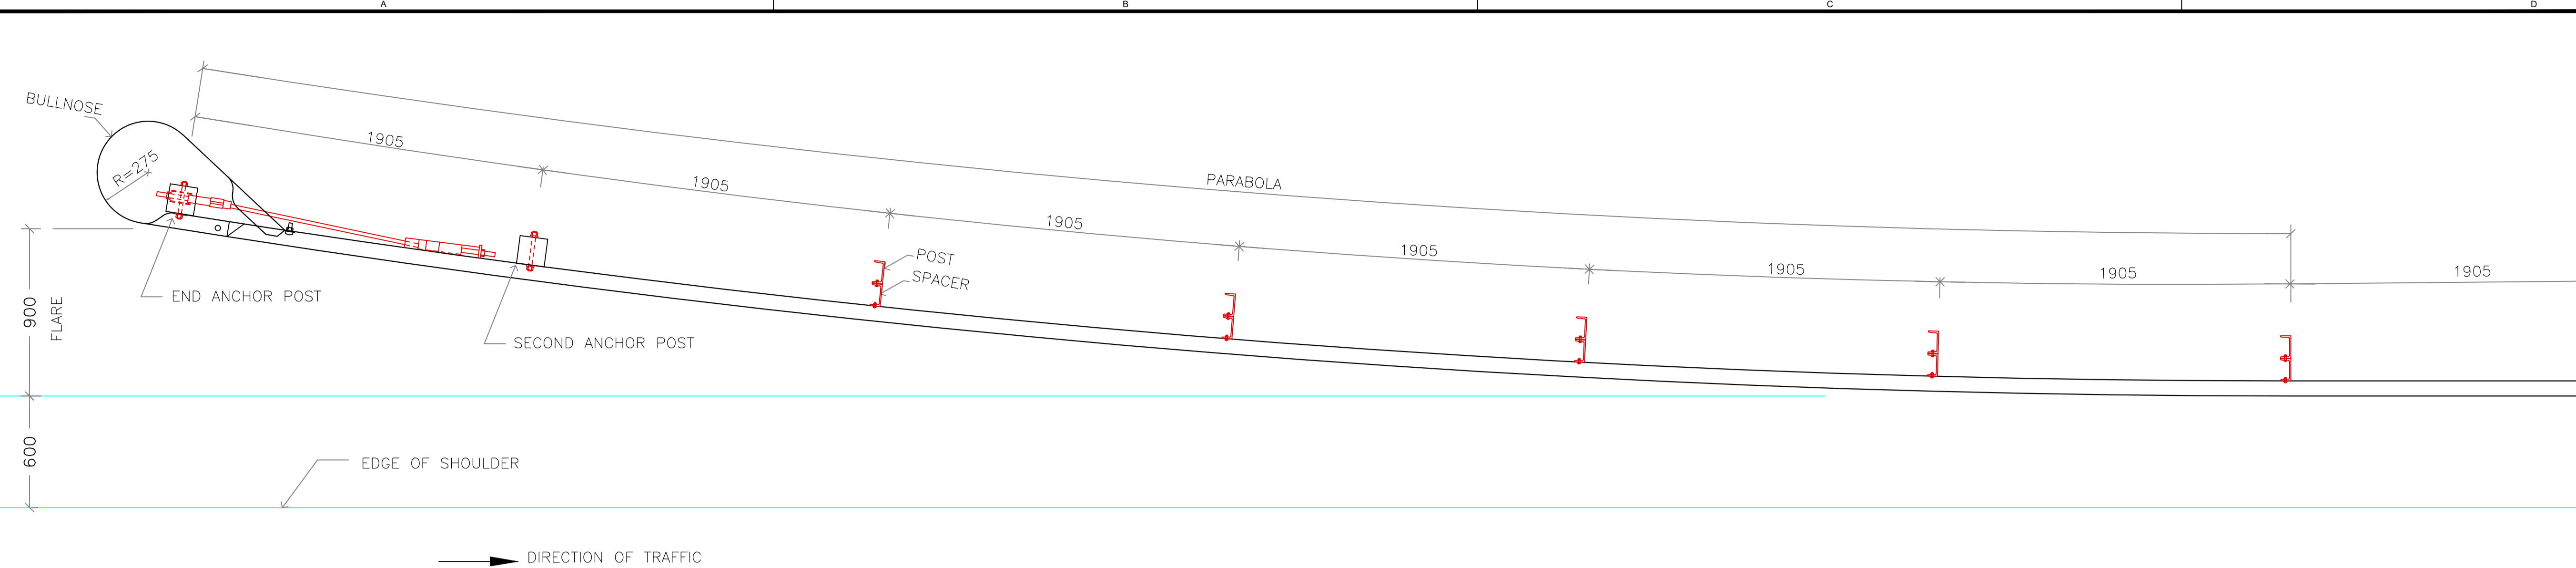 A
B
C
D
BULLNOSE
R=275
1905
1905
1905
1905
1905
1905
1905
PARABOLA
POST
SPACER
END ANCHOR POST
SECOND ANCHOR POST
900
FLARE
600
EDGE OF SHOULDER
DIRECTION OF TRAFFIC